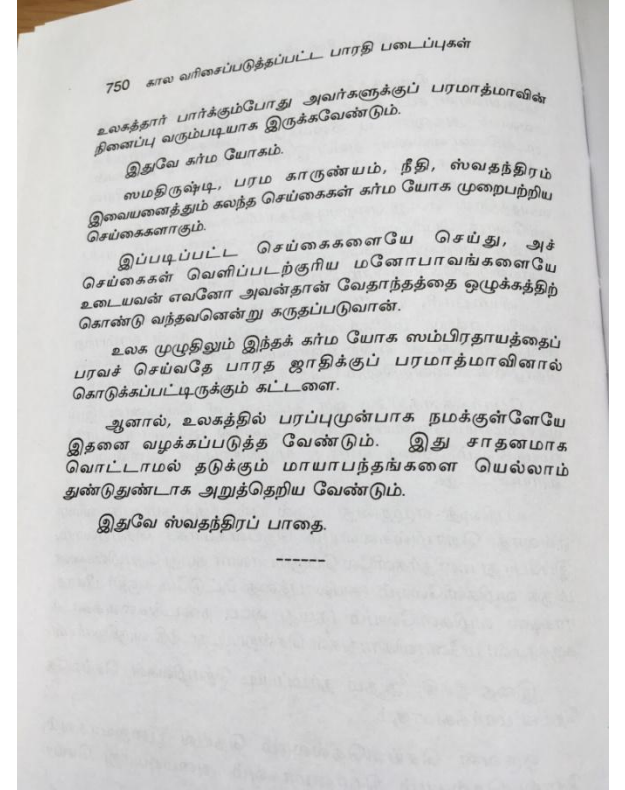 750 கால வரிசைப்படுத்தப்பட்ட பாரதி படைப்புகள்
உலகத்தார் பார்க்கும்போது அவர்களுக்குப் பரமாத்மாவின்
நினைப்பு வரும்படியாக இருக்கவேண்டும்.
இதுவே கர்ம யோகம்.
ஸமதிருஷ்டி, பரம காருண்யம், நீதி, ஸ்வதந்திரம்
இவையனைத்தும் கலந்த செய்கைகள் கர்ம யோக முறைபற்றிய
செய்கைகளாகும்.
இப்படிப்பட்ட செய்கைகளையே செய்து, அச்
செய்கைகள் வெளிப்படற்குரிய மனோபாவங்களையே
உடையவன் எவனோ அவன்தான் வேதாந்தத்தை ஒழுக்கத்திற்
கொண்டு வந்தவனென்று கருதப்படுவான்.
உலக முழுதிலும் இந்தக் கர்ம யோக ஸம்பிரதாயத்தைப்
பரவச் செய்வதே பாரத ஜாதிக்குப் பரமாத்மாவினால்
கொடுக்கப்பட்டிருக்கும் கட்டளை.
ஆனால், உலகத்தில் பரப்புமுன்பாக நமக்குள்ளேயே
இதனை வழக்கப்படுத்த வேண்டும். இது சாதனமாக
வொட்டாமல் தடுக்கும் மாயாபந்தங்களை யெல்லாம்
துண்டுதுண்டாக அறுத்தெறிய வேண்டும்.
இதுவே ஸ்வதந்திரப் பாதை.
------